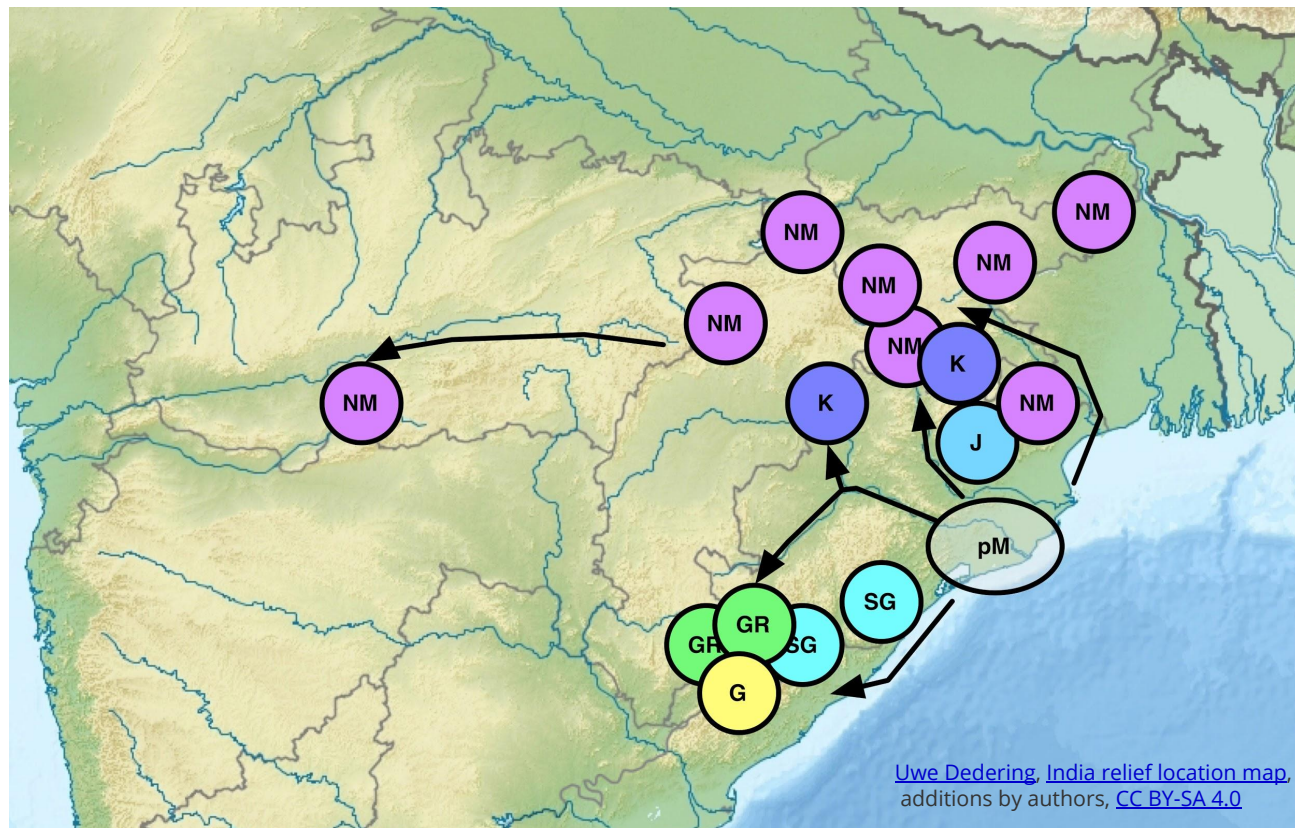 NM
NM
NM
NM
NM
NM
K
NM
K
NM
J
pM
SG
GR
GR
SG
G
Uwe Dedering, India relief location map,
additions by authors, CC BY-SA 4.0